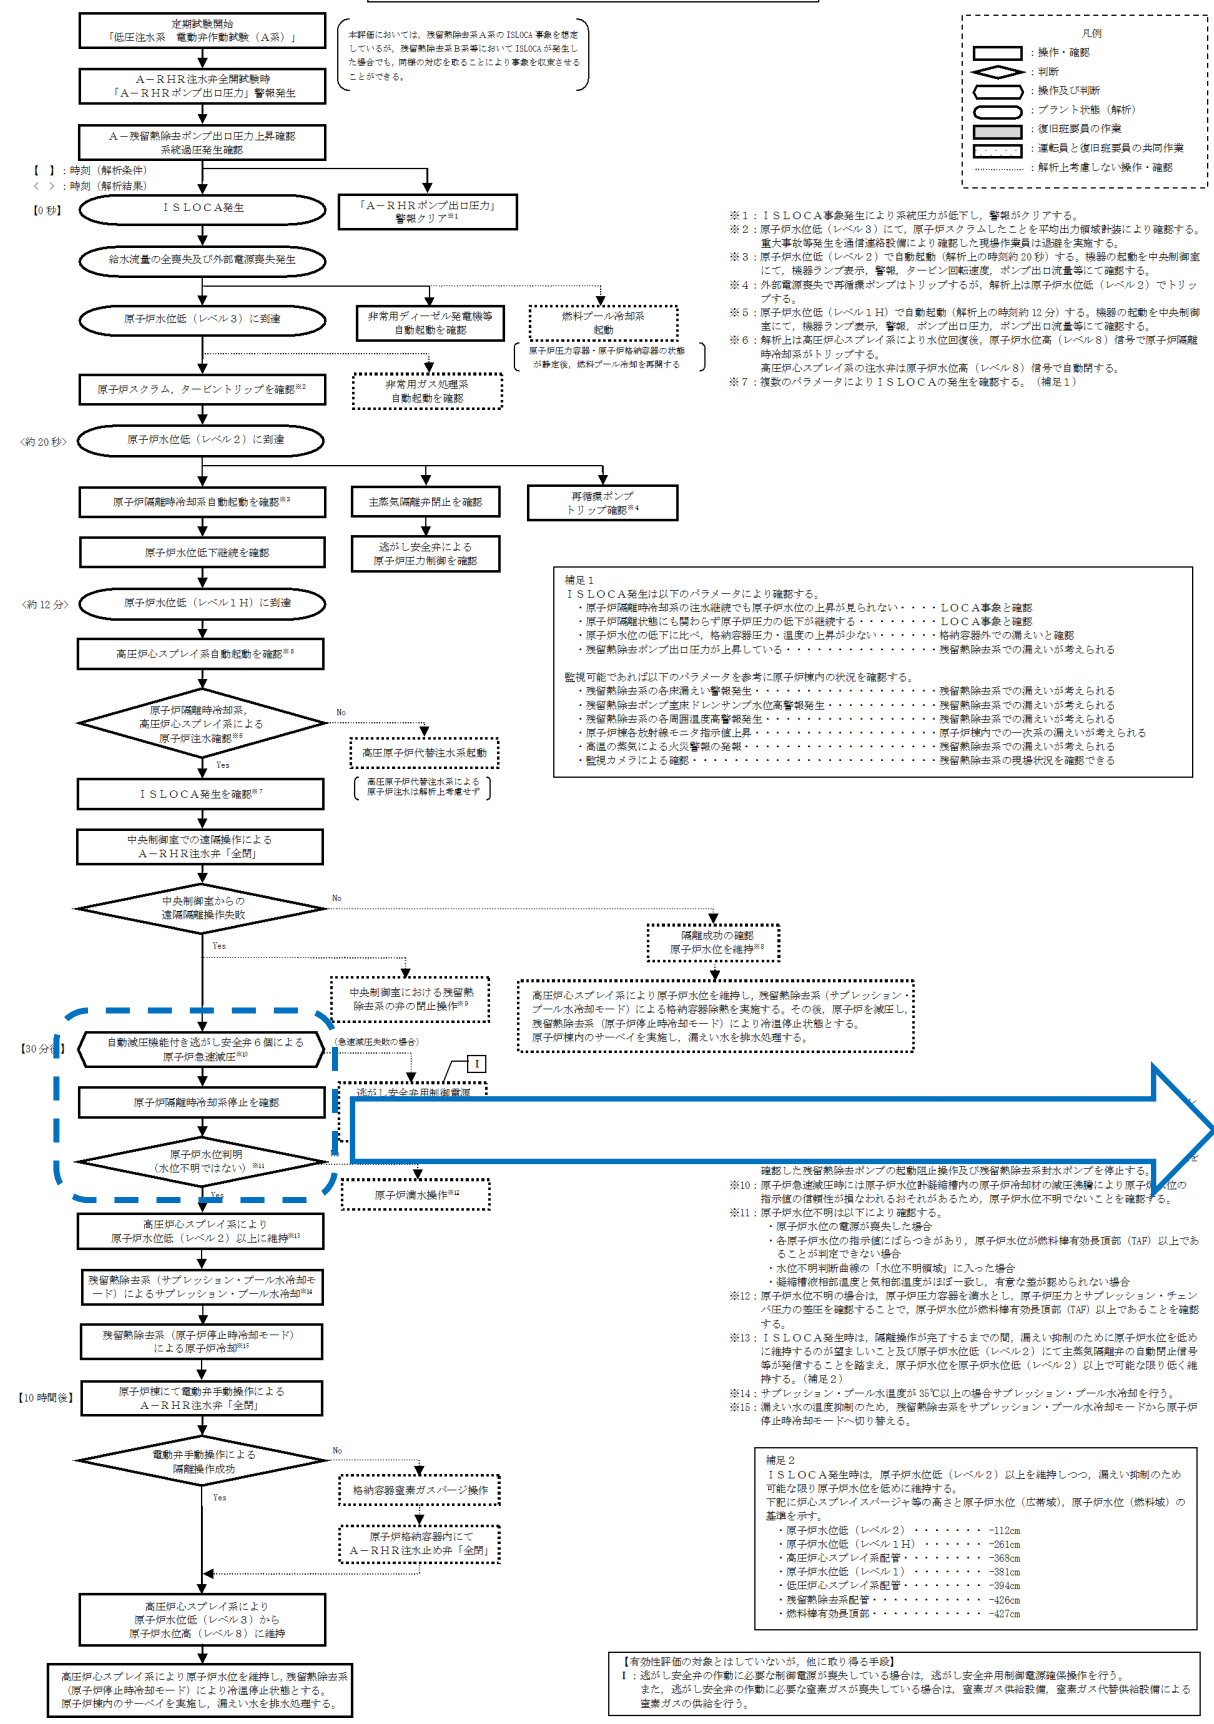 定期試験開始
「低圧注水系　電動弁作動試験（A系）」
本評価においては，残留熱除去系A系のISLOCA事象を想定
しているが，残留熱除去系B系等においてISLOCAが発生し
た場合でも，同様の対応を取ることにより事象を収束させる
ことができる。
凡例
：操作・確認
：判断
：操作及び判断
：プラント状態（解析）
：復旧班要員の作業
：運転員と復旧班要員の共同作業
：解析上考慮しない操作・確認
A－RHR注水弁全開試験時
「A－RHRポンプ出口圧力」警報発生
A－残留熱除去ポンプ出口圧力上昇確認
系統過圧発生確認
【　】：時刻（解析条件）
＜　＞：時刻（解析結果）
【0秒】
ISLOCA発生
「A－RHRポンプ出口圧力」
警報クリア※1
給水流量の全喪失及び外部電源喪失発生
原子炉水位低（レベル3）に到達
非常用ディーゼル発電機等
自動起動を確認
燃料プール冷却系
起動
原子炉圧力容器・原子炉格納容器の状態
が静定後，燃料プール冷却を再開する
原子炉スクラム，タービントリップを確認※2
非常用ガス処理系
自動起動を確認
＜約20秒＞
原子炉水位低（レベル2）に到達
原子炉隔離時冷却系自動起動を確認※3
主蒸気隔離弁閉止を確認
再循環ポンプ
トリップ確認※4
原子炉水位低下継続を確認
逃がし安全弁による
原子炉圧力制御を確認
＜約12分＞
原子炉水位低（レベル1H）に到達
高圧炉心スプレイ系自動起動を確認※5
原子炉隔離時冷却系，
高圧炉心スプレイ系による
原子炉注水確認※6
No
Yes
高圧原子炉代替注水系起動
高圧原子炉代替注水系による
原子炉注水は解析上考慮せず
ISLOCA発生を確認※7
中央制御室での遠隔操作による
A－RHR注水弁「全閉」
中央制御室からの
遠隔隔離操作失敗
No
Yes
隔離成功の確認
原子炉水位を維持※8
中央制御室における残留熱
除去系の弁の閉止操作※9
高圧炉心スプレイ系により原子炉水位を維持し，残留熱除去系（サプレッション・
プール水冷却モード）による格納容器除熱を実施する。その後，原子炉を減圧し，
残留熱除去系（原子炉停止時冷却モード）により冷温停止状態とする。
原子炉棟内のサーベイを実施し，漏えい水を排水処理する。
【30分後】
自動減圧機能付き逃がし安全弁6個による
原子炉急速減圧※10
（急速減圧失敗の場合）
I
逃がし安全弁用制御電源
原子炉隔離時冷却系停止を確認
原子炉水位判明
（水位不明ではない）※11
Yes
原子炉満水操作※12
高圧炉心スプレイ系により
原子炉水位低（レベル2）以上に維持※13
残留熱除去系（サプレッション・プール水冷却モ
ード）によるサプレッション・プール水冷却※14
残留熱除去系（原子炉停止時冷却モード）
による原子炉冷却※15
【10時間後】
原子炉棟にて電動弁手動操作による
A－RHR注水弁「全閉」
電動弁手動操作による
隔離操作成功
No
Yes
格納容器窒素ガスパージ操作
原子炉格納容器内にて
A－RHR注水止め弁「全閉」
高圧炉心スプレイ系により
原子炉水位低（レベル3）から
原子炉水位高（レベル8）に維持
高圧炉心スプレイ系により原子炉水位を維持し，残留熱除去系
（原子炉停止時冷却モード）により冷温停止状態とする。
原子炉棟内のサーベイを実施し，漏えい水を排水処理する。
※1：ISLOCA事象発生により系統圧力が低下し，警報がクリアする。
※2：原子炉水位低（レベル3）にて，原子炉スクラムしたことを平均出力領域計装により確認する。
重大事故等発生を通信連絡設備により確認した現場作業員は退避を実施する。
※3：原子炉水位低（レベル2）で自動起動（解析上の時刻約20秒）する。機器の起動を中央制御室
にて，機器ランプ表示，警報，タービン回転速度，ポンプ出口流量等にて確認する。
※4：外部電源喪失で再循環ポンプはトリップするが，解析上は原子炉水位低（レベル2）でトリッ
プする。
※5：原子炉水位低（レベル1H）で自動起動（解析上の時刻約12分）する。機器の起動を中央制御
室にて，機器ランプ表示，警報，ポンプ出口圧力，ポンプ出口流量等にて確認する。
※6：解析上は高圧炉心スプレイ系により水位回復後，原子炉水位高（レベル8）信号で原子炉隔離
時冷却系がトリップする。
高圧炉心スプレイ系の注水弁は原子炉水位高（レベル8）信号で自動閉する。
※7：複数のパラメータによりISLOCAの発生を確認する。（補足1）
補足1
ISLOCA発生は以下のパラメータにより確認する。
・原子炉隔離時冷却系の注水継続でも原子炉水位の上昇が見られない・・・・LOCA事象と確認
・原子炉隔離状態にも関わらず原子炉圧力の低下が継続する・・・・・・・・LOCA事象と確認
・原子炉水位の低下に比べ，格納容器圧力・温度の上昇が少ない・・・・・・格納容器外での漏えいと確認
・残留熱除去ポンプ出口圧力が上昇している・・・・・・・・・・・・・・・残留熱除去系での漏えいが考えられる
監視可能であれば以下のパラメータを参考に原子炉棟内の状況を確認する。
・残留熱除去系の各床漏えい警報発生・・・・・・・・・・・・・・・・・・残留熱除去系での漏えいが考えられる
・残留熱除去ポンプ室床ドレンサンプ水位高警報発生・・・・・・・・・・・残留熱除去系での漏えいが考えられる
・残留熱除去系の各周囲温度高警報発生・・・・・・・・・・・・・・・・・残留熱除去系での漏えいが考えられる
・原子炉棟各放射線モニタ指示値上昇・・・・・・・・・・・・・・・・・・原子炉棟内での一次系の漏えいが考えられる
・高温の蒸気による火災警報の発報・・・・・・・・・・・・・・・・・・・残留熱除去系での漏えいが考えられる
・監視カメラによる確認・・・・・・・・・・・・・・・・・・・・・・・・残留熱除去系の現場状況を確認できる
を
確認した残留熱除去ポンプの起動阻止操作及び残留熱除去系封水ポンプを停止する。
※10：原子炉急速減圧時には原子炉水位計凝縮槽内の原子炉冷却材の減圧沸騰により原子炉水位の
指示値の信頼性が損なわれるおそれがあるため，原子炉水位不明でないことを確認する。
※11：原子炉水位不明は以下により確認する。
・原子炉水位の電源が喪失した場合
・各原子炉水位の指示値にばらつきがあり，原子炉水位が燃料棒有効長頂部（TAF）以上であ
ることが判定できない場合
・水位不明判断曲線の「水位不明領域」に入った場合
・凝縮槽液相部温度と気相部温度がほぼ一致し，有意な差が認められない場合
※12：原子炉水位不明の場合は，原子炉圧力容器を満水とし，原子炉圧力とサプレッション・チェン
バ圧力の差圧を確認することで，原子炉水位が燃料棒有効長頂部（TAF）以上であることを確認
する。
※13：ISLOCA発生時は，隔離操作が完了するまでの間，漏えい抑制のために原子炉水位を低め
に維持するのが望ましいこと及び原子炉水位低（レベル2）にて主蒸気隔離弁の自動閉止信号
等が発信することを踏まえ，原子炉水位を原子炉水位低（レベル2）以上で可能な限り低く維
持する。（補足2）
※14：サプレッション・プール水温度が35℃以上の場合サプレッション・プール水冷却を行う。
※15：漏えい水の温度抑制のため，残留熱除去系をサプレッション・プール水冷却モードから原子炉
停止時冷却モードへ切り替える。
補足2
ISLOCA発生時は，原子炉水位低（レベル2）以上を維持しつつ，漏えい抑制のため
可能な限り原子炉水位を低めに維持する。
下記に炉心スプレイスパージャ等の高さと原子炉水位（広帯域），原子炉水位（燃料域）の
基準を示す。
・原子炉水位低（レベル2）・・・・・・・ -112cm
・原子炉水位低（レベル1H）・・・・・・ -261cm
・高圧炉心スプレイ系配管・・・・・・・・ -368cm
・原子炉水位低（レベル1）・・・・・・・ -381cm
・低圧炉心スプレイ系配管・・・・・・・・ -394cm
・残留熱除去系配管・・・・・・・・・・・ -426cm
・燃料棒有効長頂部・・・・・・・・・・・ -427cm
【有効性評価の対象とはしていないが，他に取り得る手段】
I：逃がし安全弁の作動に必要な制御電源が喪失している場合は，逃がし安全弁用制御電源確保操作を行う。
また，逃がし安全弁の作動に必要な窒素ガスが喪失している場合は，窒素ガス供給設備，窒素ガス代替供給設備による
窒素ガスの供給を行う。